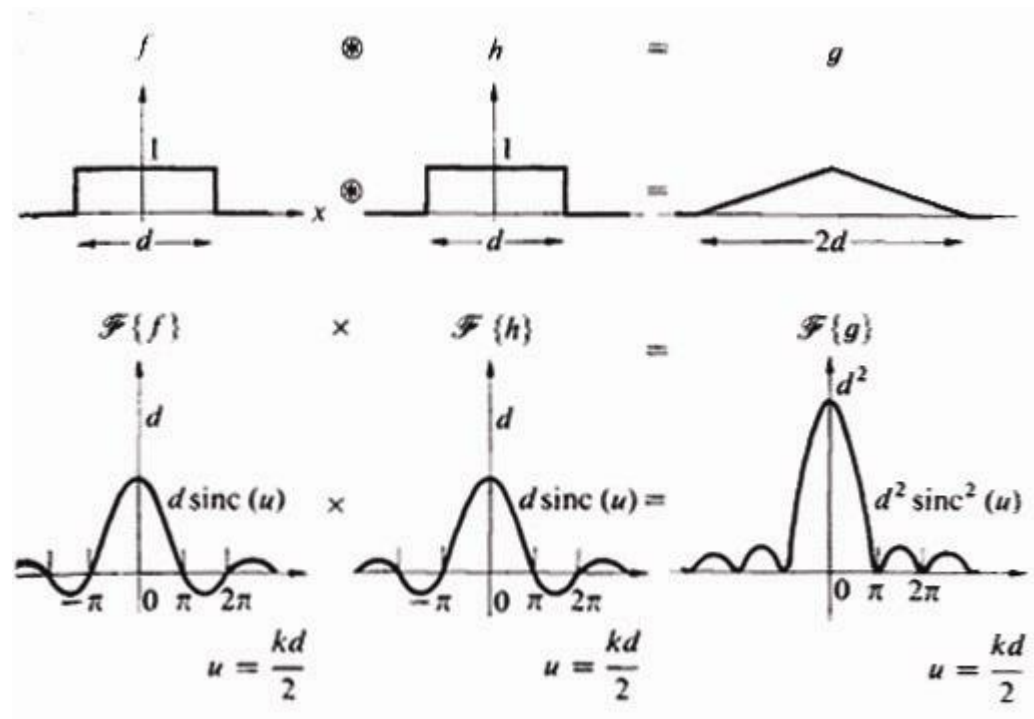 f ⊛ h = g
1 1
x ⊛ =
d d 2d
ℱ{f} × ℱ{h} = ℱ{g}
d d d²
d sinc (u) × d sinc (u) = d² sinc² (u)
−π 0 π 2π −π 0 π 2π 0 π 2π
u = kd/2 u = kd/2 u = kd/2